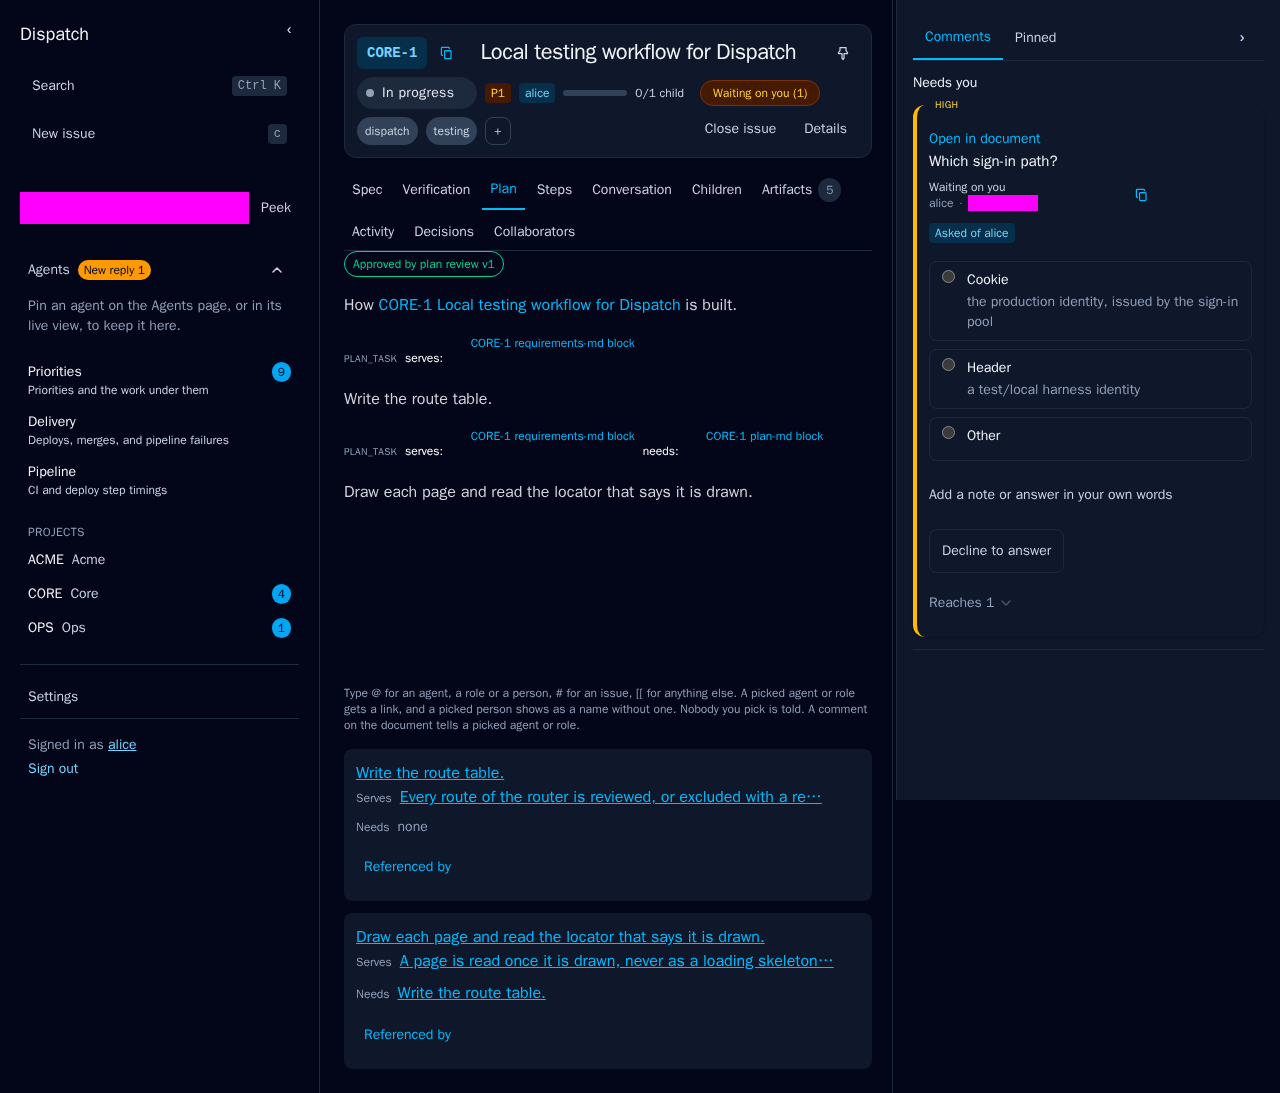 Dispatch
Search
Ctrl K
New issue
C
Peek
Agents
New reply 1
Pin an agent on the Agents page, or in its
live view, to keep it here.
Priorities
9
Priorities and the work under them
Delivery
Deploys, merges, and pipeline failures
Pipeline
CI and deploy step timings
PROJECTS
ACME Acme
CORE Core
4
OPS Ops
1
Settings
Signed in as alice
Sign out
CORE-1
Local testing workflow for Dispatch
In progress
P1
alice
0/1 child
Waiting on you (1)
dispatch
testing
+
Close issue
Details
Spec
Verification
Plan
Steps
Conversation
Children
Artifacts
5
Activity
Decisions
Collaborators
Approved by plan review v1
How CORE-1 Local testing workflow for Dispatch is built.
PLAN_TASK serves: CORE-1 requirements-md block
Write the route table.
PLAN_TASK serves: CORE-1 requirements-md block needs: CORE-1 plan-md block
Draw each page and read the locator that says it is drawn.
Type @ for an agent, a role or a person, # for an issue, [[ for anything else. A picked agent or role
gets a link, and a picked person shows as a name without one. Nobody you pick is told. A comment
on the document tells a picked agent or role.
Write the route table.
Serves Every route of the router is reviewed, or excluded with a re…
Needs none
Referenced by
Draw each page and read the locator that says it is drawn.
Serves A page is read once it is drawn, never as a loading skeleton…
Needs Write the route table.
Referenced by
Comments
Pinned
Needs you
HIGH
Open in document
Which sign-in path?
Waiting on you
alice ·
Asked of alice
Cookie
the production identity, issued by the sign-in
pool
Header
a test/local harness identity
Other
Add a note or answer in your own words
Decline to answer
Reaches 1